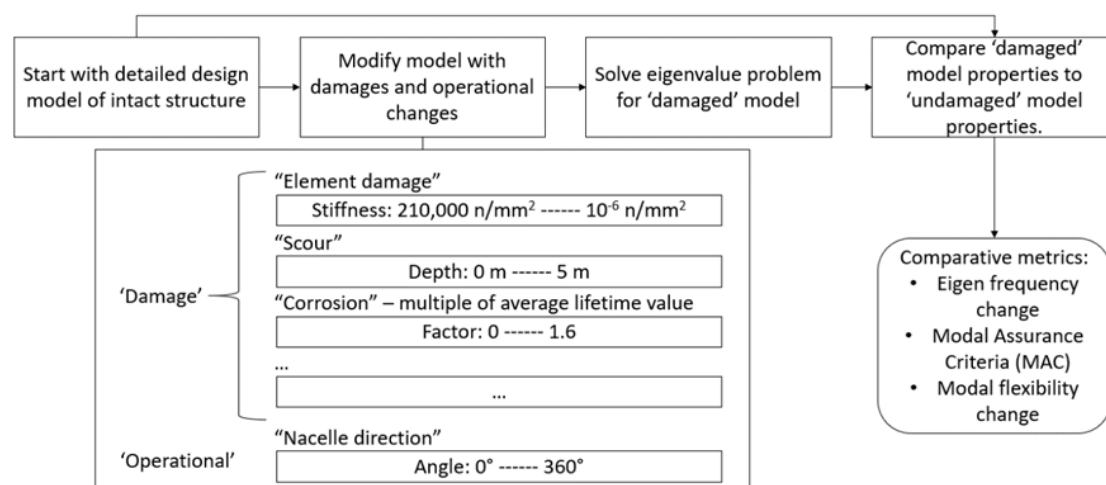 Start with detailed design
model of intact structure
Modify model with
damages and operational
changes
Solve eigenvalue problem
for ‘damaged’ model
Compare ‘damaged’
model properties to
‘undamaged’ model
properties.
‘Damage’
“Element damage”
Stiffness: 210,000 n/mm² ------ 10⁻⁶ n/mm²
“Scour”
Depth: 0 m ------ 5 m
“Corrosion” – multiple of average lifetime value
Factor: 0 ------ 1.6
...
...
‘Operational’
“Nacelle direction”
Angle: 0° ------ 360°
Comparative metrics:
• Eigen frequency
change
• Modal Assurance
Criteria (MAC)
• Modal flexibility
change